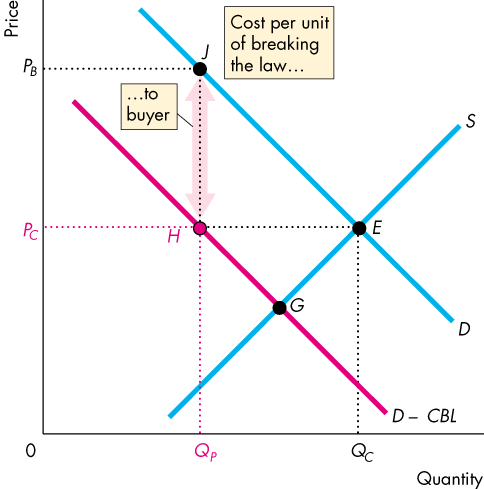 Price
Cost per unit
of breaking
the law…
J
P_B
…to
buyer
S
P_C
H
E
G
D
D – CBL
0
Q_P
Q_C
Quantity